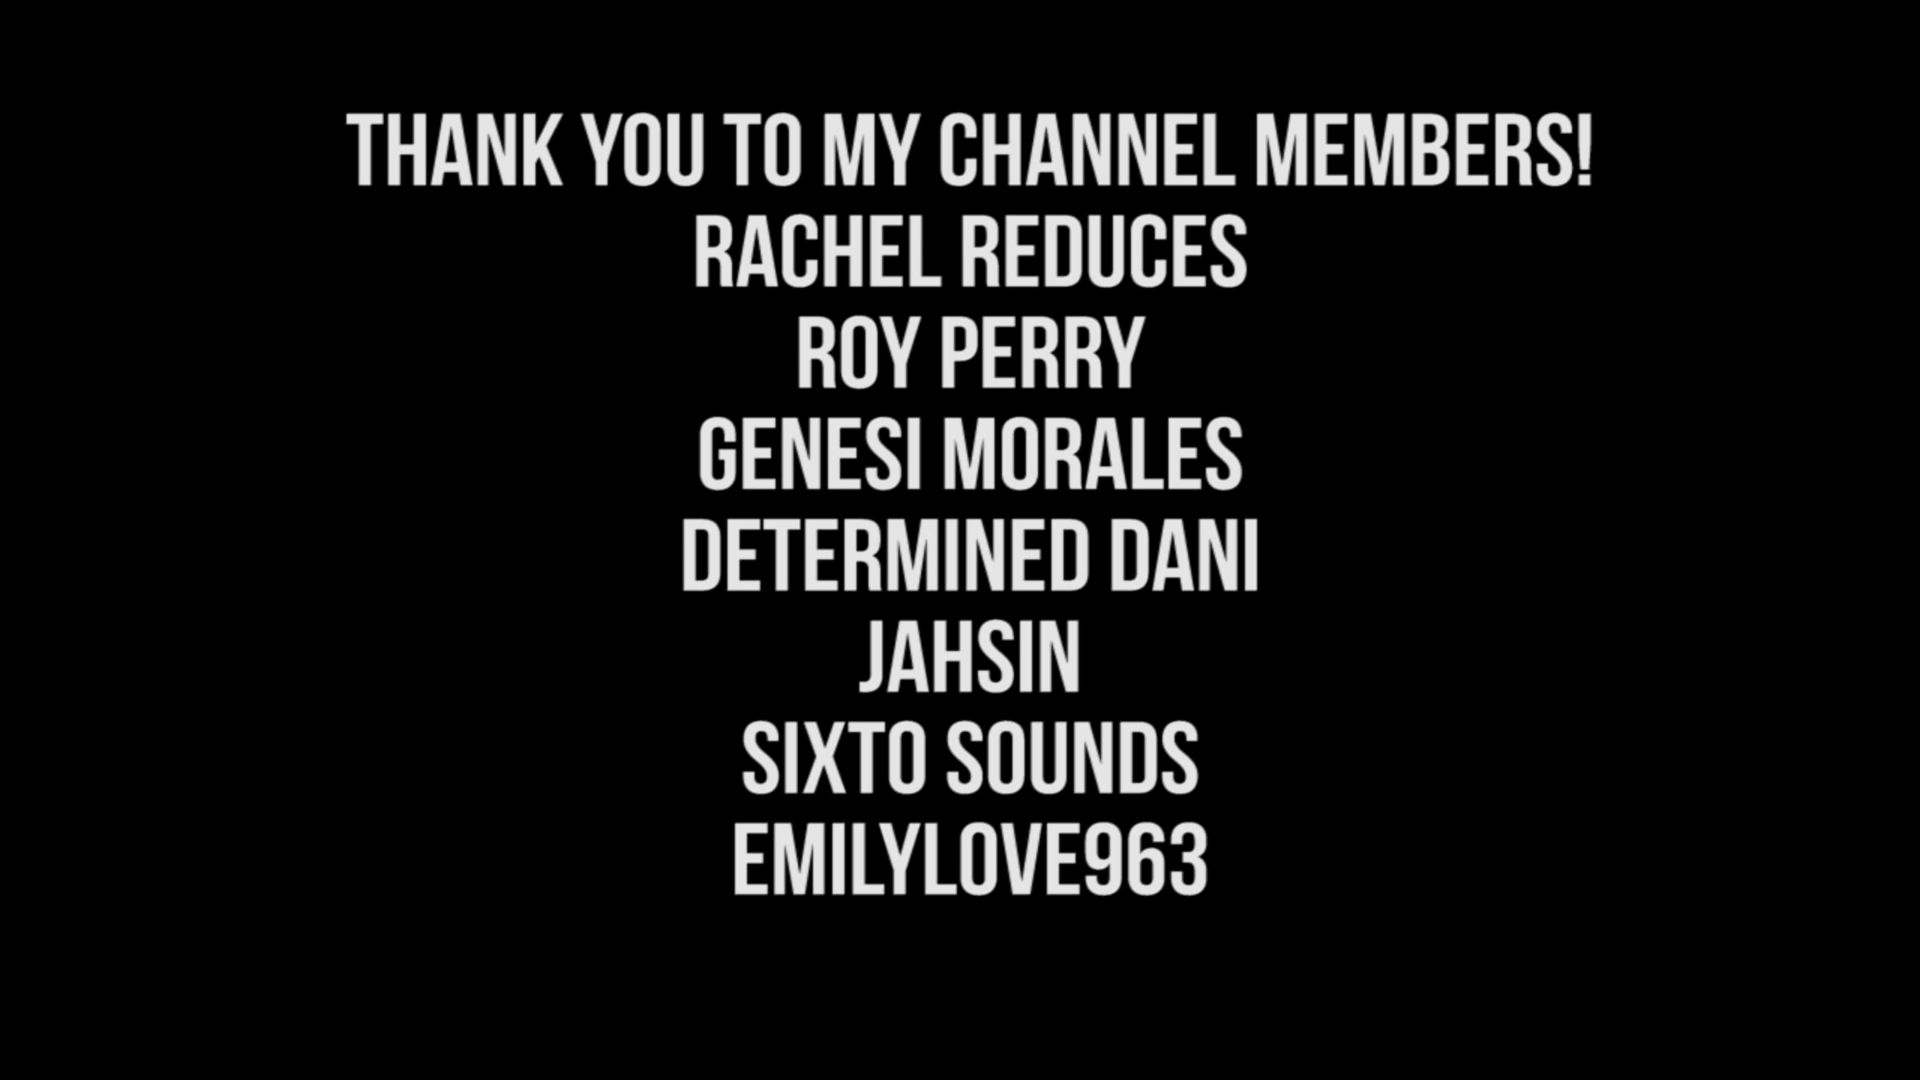 THANK YOU TO MY CHANNEL MEMBERS!
RACHEL REDUCES
ROY PERRY
GENESI MORALES
DETERMINED DANI
JAHSIN
SIXTO SOUNDS
EMILYLOVE963